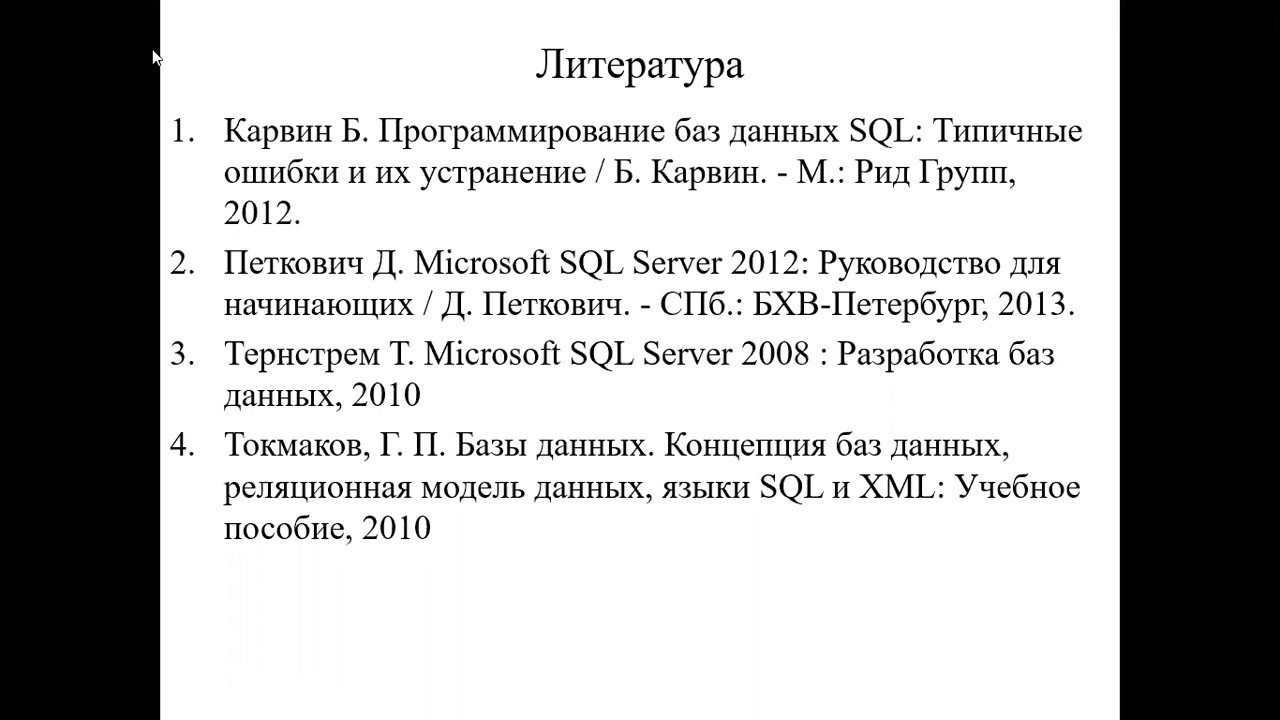 Литература
1. Карвин Б. Программирование баз данных SQL: Типичные
ошибки и их устранение / Б. Карвин. - М.: Рид Групп,
2012.
2. Петкович Д. Microsoft SQL Server 2012: Руководство для
начинающих / Д. Петкович. - СПб.: БХВ-Петербург, 2013.
3. Тернстрем Т. Microsoft SQL Server 2008 : Разработка баз
данных, 2010
4. Токмаков, Г. П. Базы данных. Концепция баз данных,
реляционная модель данных, языки SQL и XML: Учебное
пособие, 2010